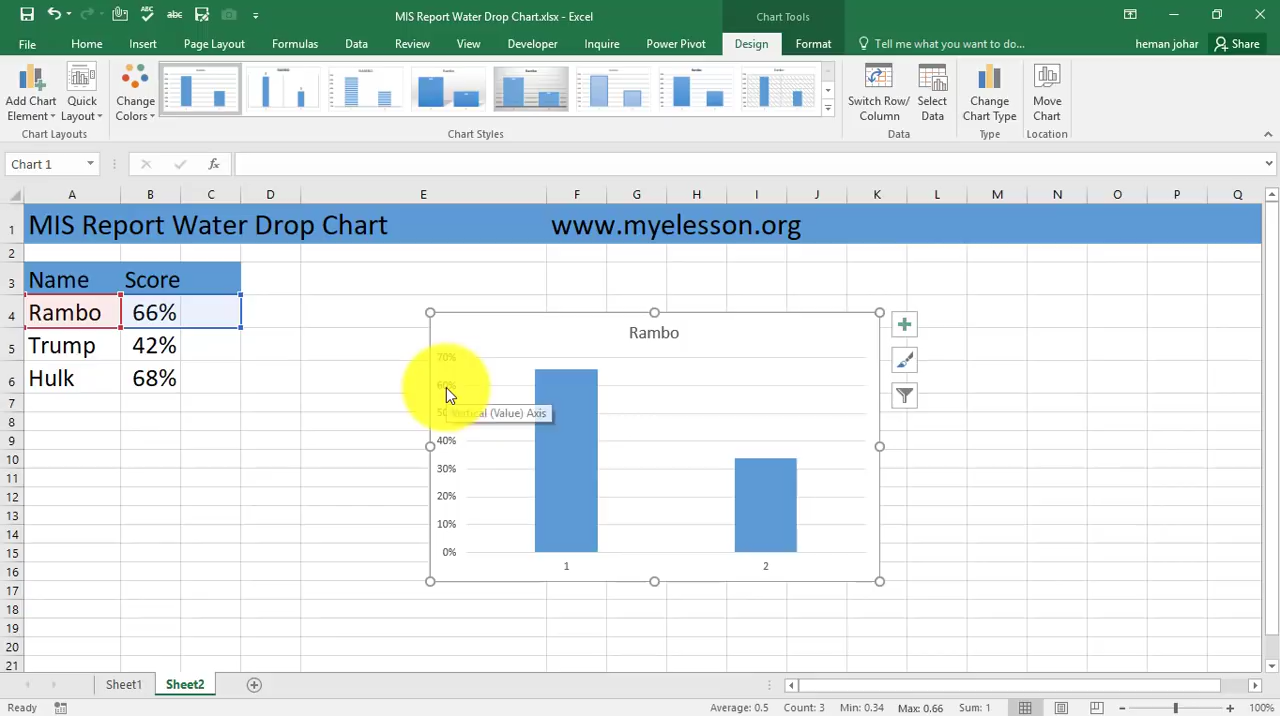 MIS Report Water Drop Chart.xlsx - Excel
Chart Tools
File Home Insert Page Layout Formulas Data Review View Developer Inquire Power Pivot Design Format Tell me what you want to do... heman johar Share
Add Chart Element
Quick Layout
Change Colors
Switch Row/ Column
Select Data
Change Chart Type
Move Chart
Chart Layouts Chart Styles Data Type Location
Chart 1 fx
A B C D E F G H I J K L M N O P Q
1 MIS Report Water Drop Chart www.myelesson.org
2
3 Name Score
4 Rambo 66%
5 Trump 42%
6 Hulk 68%
7
8
9
10
11
12
13
14
15
16
17
18
19
20
21
Rambo
70%
60%
Vertical (Value) Axis
40%
30%
20%
10%
0%
1 2
Sheet1 Sheet2
Ready Average: 0.5 Count: 3 Min: 0.34 Max: 0.66 Sum: 1 100%